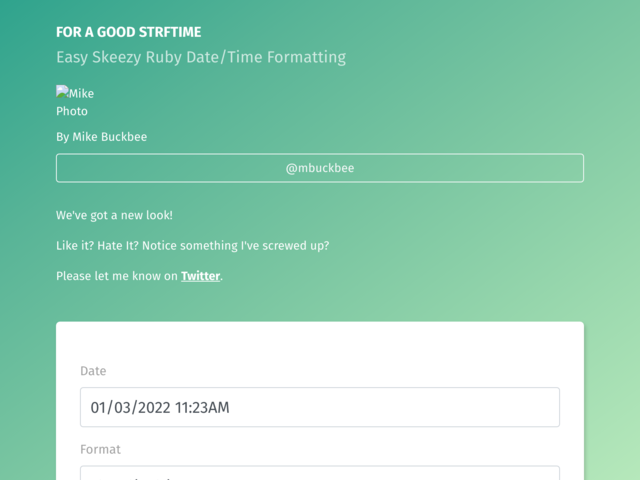 FOR A GOOD STRFTIME
Easy Skeezy Ruby Date/Time Formatting
Mike
Photo
By Mike Buckbee
@mbuckbee
We've got a new look!
Like it? Hate It? Notice something I've screwed up?
Please let me know on Twitter.
Date
01/03/2022 11:23AM
Format